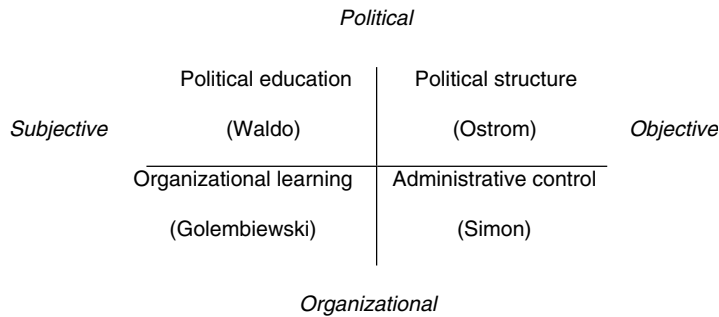 Political
Political education Political structure
Subjective (Waldo) (Ostrom) Objective
Organizational learning Administrative control
(Golembiewski) (Simon)
Organizational